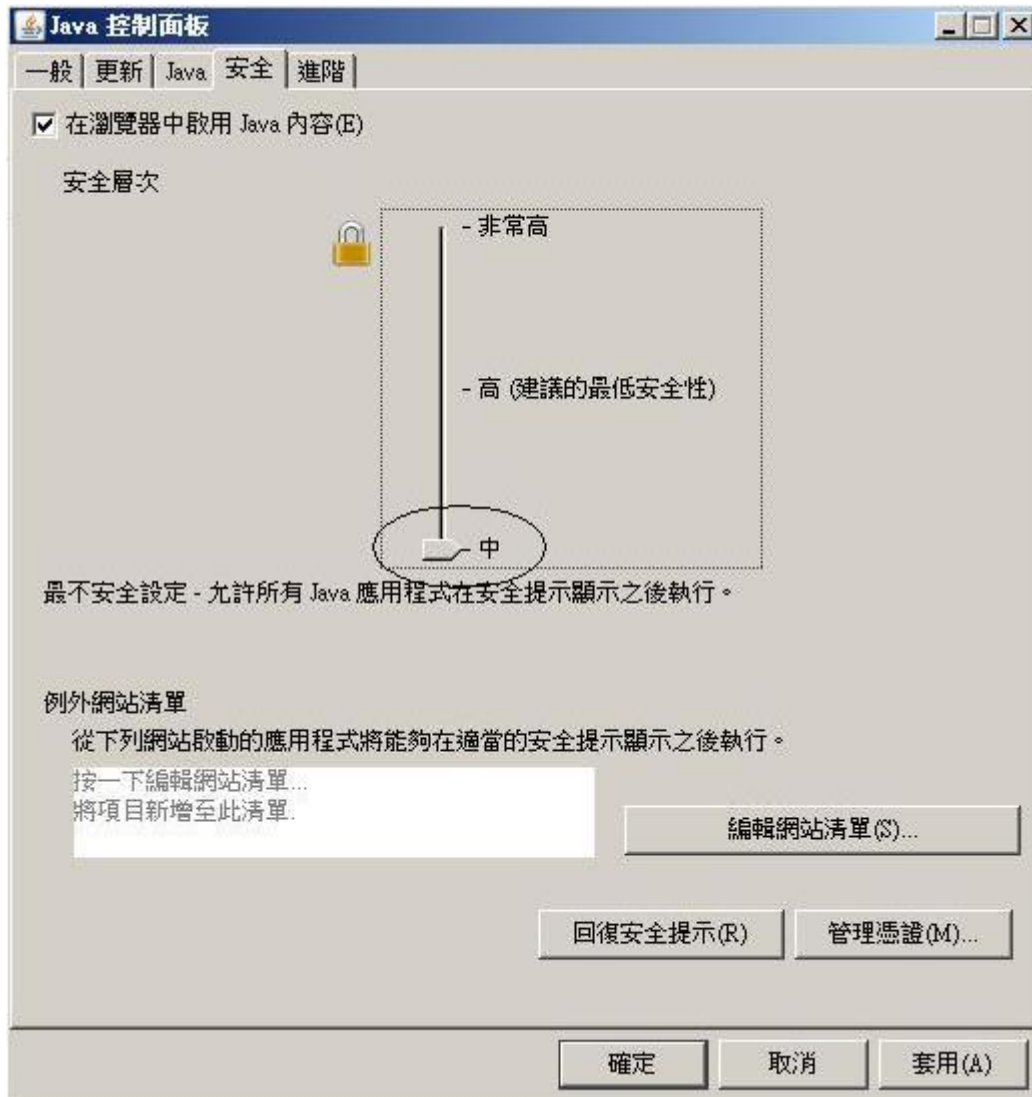 Java 控制面板
一般 更新 Java 安全 進階
在瀏覽器中啟用 Java 內容(E)
安全層次
- 非常高
- 高 (建議的最低安全性)
- 中
最不安全設定 - 允許所有 Java 應用程式在安全提示顯示之後執行。
例外網站清單
從下列網站啟動的應用程式將能夠在適當的安全提示顯示之後執行。
按一下編輯網站清單...
將項目新增至此清單.
編輯網站清單(S)...
回復安全提示(R) 管理憑證(M)...
確定 取消 套用(A)